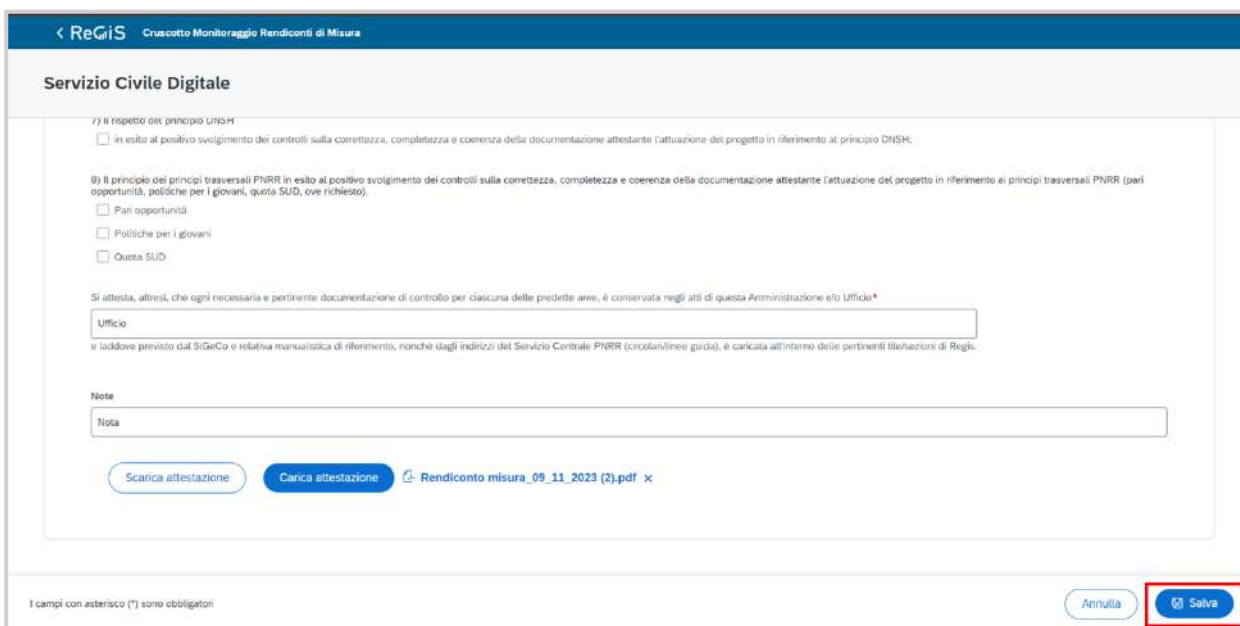 < ReGiS Cruscotto Monitoraggio Rendiconti di Misura
Servizio Civile Digitale
7) Il rispetto del principio DNSH
in esito al positivo svolgimento dei controlli sulla correttezza, completezza e coerenza della documentazione attestante l'attuazione del progetto in riferimento al principio DNSH;
8) Il principio dei principi trasversali PNRR in esito al positivo svolgimento dei controlli sulla correttezza, completezza e coerenza della documentazione attestante l'attuazione del progetto in riferimento ai principi trasversali PNRR (pari
opportunità, politiche per i giovani, quota SUD, ove richiesto).
Pari opportunità
Politiche per i giovani
Quota SUD
Si attesta, altresì, che ogni necessaria e pertinente documentazione di controllo per ciascuna delle predette aree, è conservata negli atti di questa Amministrazione e/o Ufficio*
Ufficio
e laddove previsto dal SiGeCo e relativa manualistica di riferimento, nonché dagli indirizzi del Servizio Centrale PNRR (circolari/linee guida), è caricata all'interno delle pertinenti tile/sezioni di Regis.
Note
Nota
Scarica attestazione Carica attestazione Rendiconto misura_09_11_2023 (2).pdf ×
I campi con asterisco (*) sono obbligatori
Annulla Salva